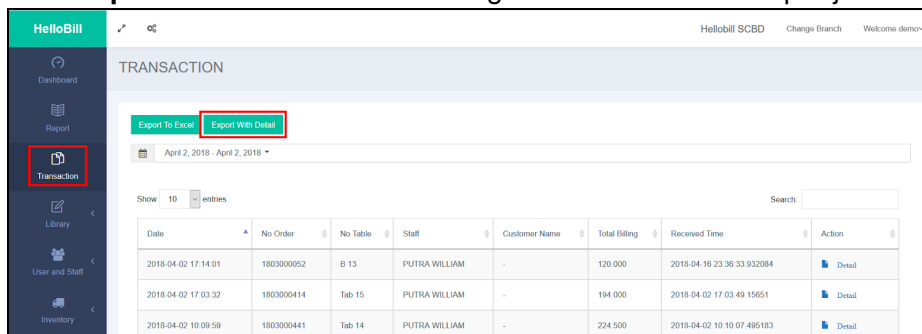 HelloBill
Hellobill SCBD Change Branch Welcome demo
Dashboard
TRANSACTION
Report
Export To Excel Export With Detail
April 2, 2018 - April 2, 2018
Transaction
Show 10 entries Search:
Library
Date No Order No Table Staff Customer Name Total Billing Received Time Action
User and Staff
2018-04-02 17:14:01 1803000052 B 13 PUTRA WILLIAM - 120.000 2018-04-16 23:36:33.932084 Detail
2018-04-02 17:03:32 1803000414 Tab 15 PUTRA WILLIAM - 194.000 2018-04-02 17:03:49.15651 Detail
Inventory
2018-04-02 10:09:59 1803000441 Tab 14 PUTRA WILLIAM - 224.500 2018-04-02 10:10:07.495183 Detail